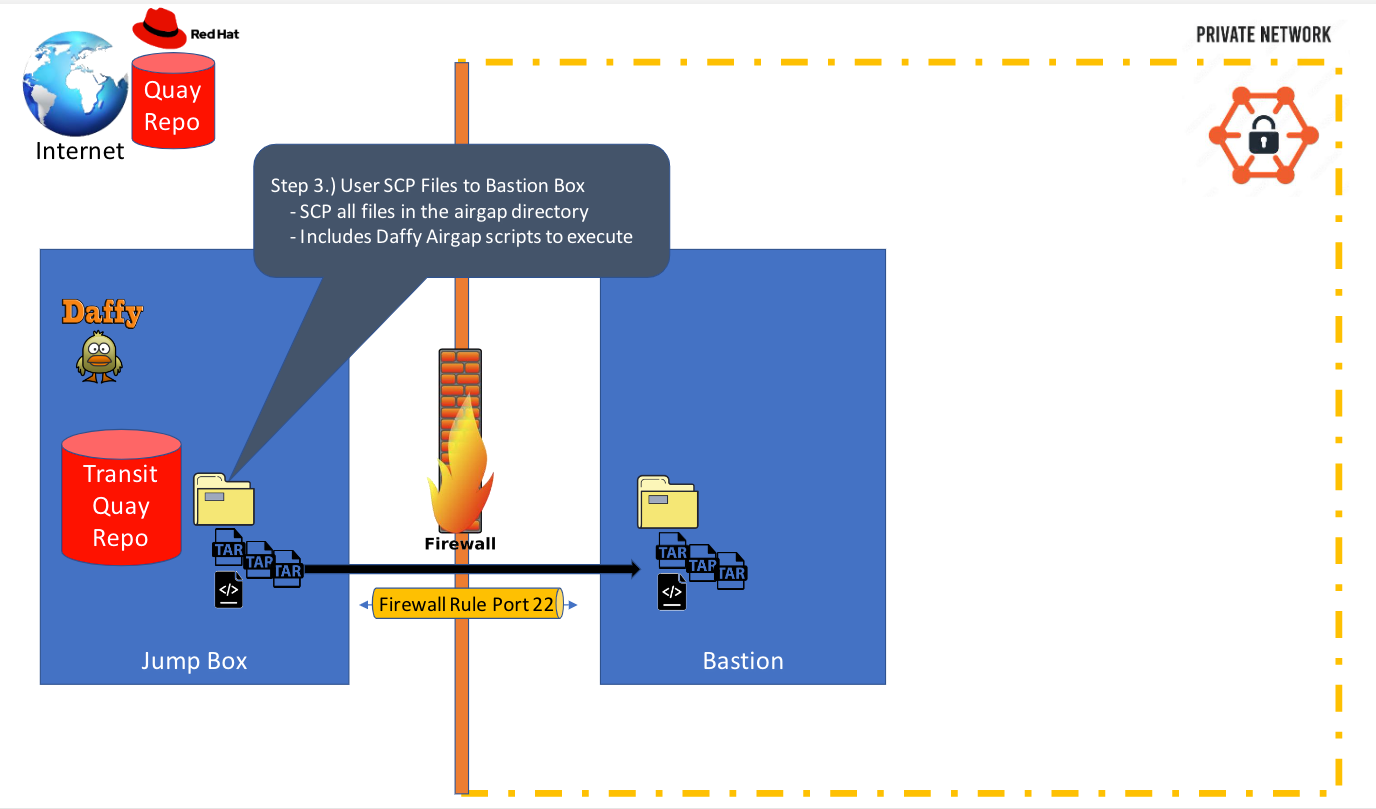 Red Hat
PRIVATE NETWORK
Quay
Repo
Internet
Step 3.) User SCP Files to Bastion Box
- SCP all files in the airgap directory
- Includes Daffy Airgap scripts to execute
Daffy
Transit
Quay
Repo
TAR
TAP
TAR
</>
Firewall
Firewall Rule Port 22
TAR
TAP
TAR
</>
Jump Box
Bastion